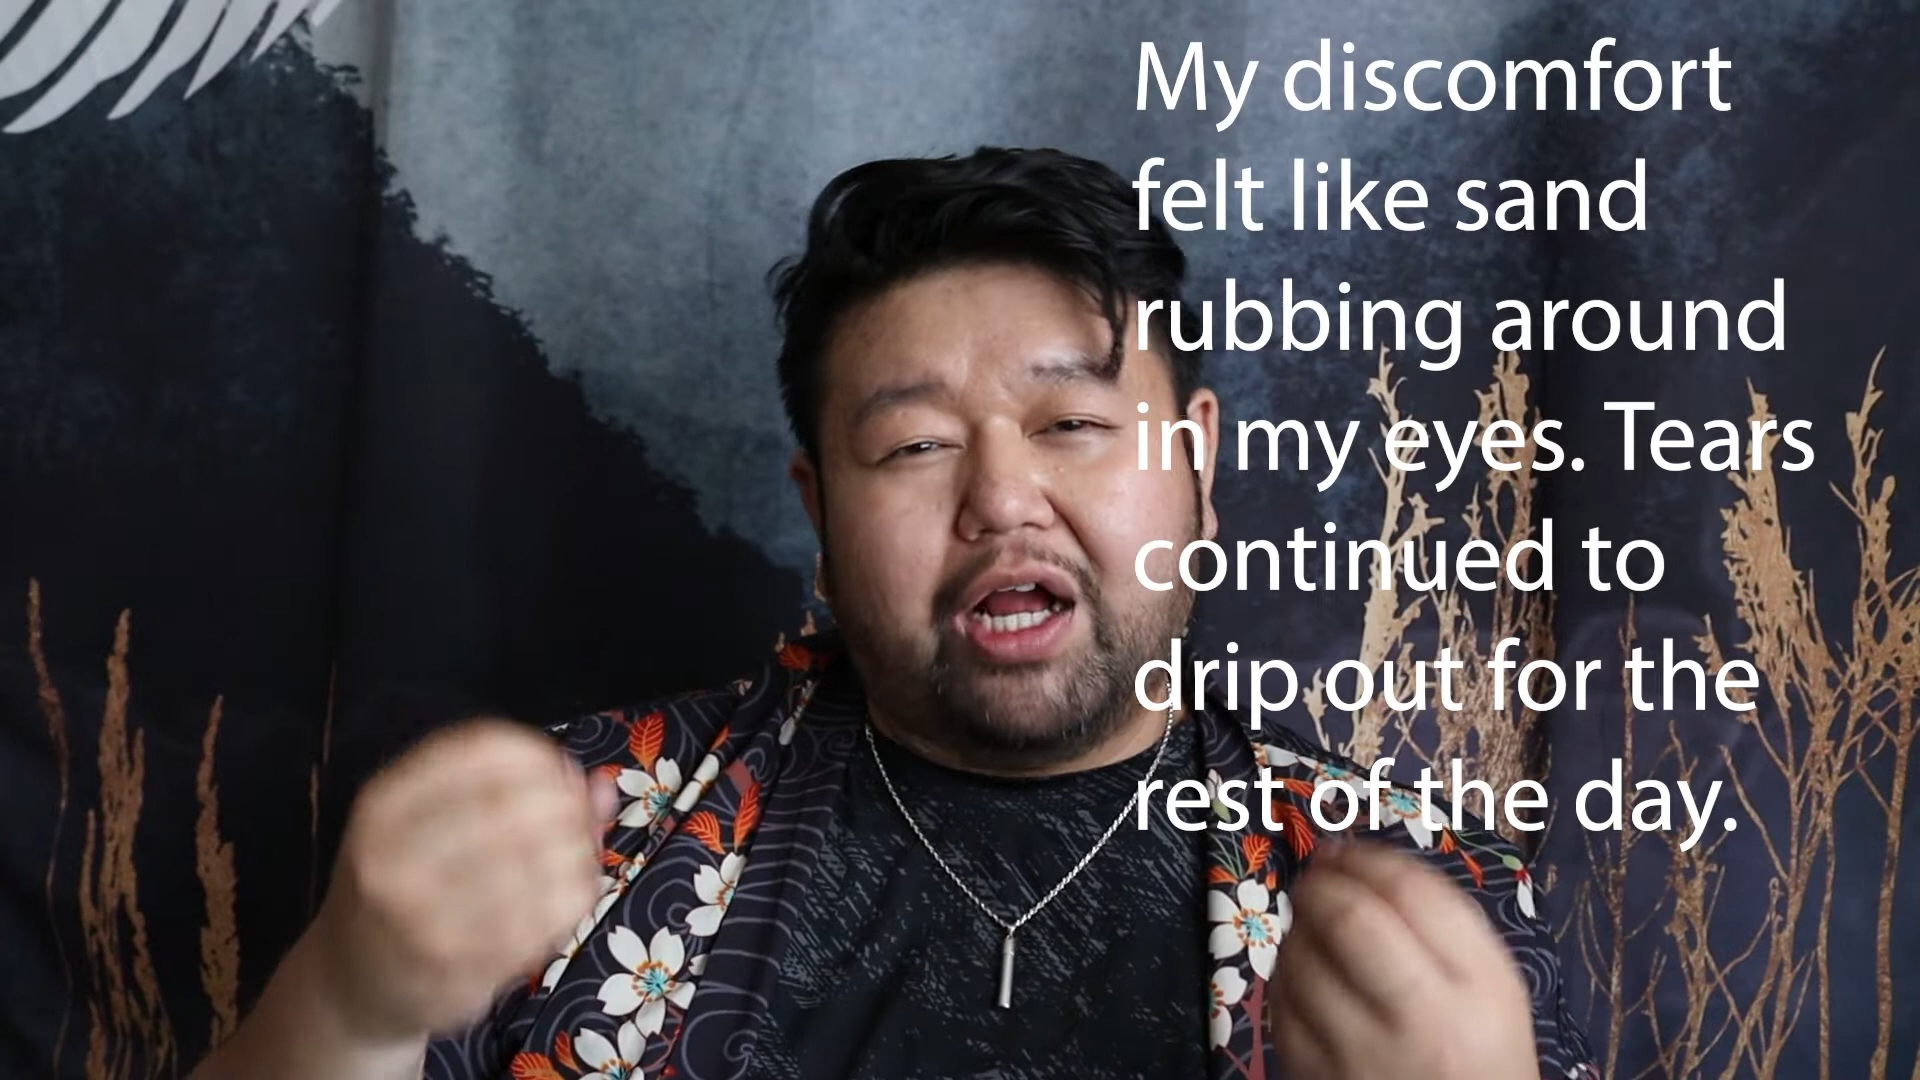 My discomfort
felt like sand
rubbing around
in my eyes. Tears
continued to
drip out for the
rest of the day.